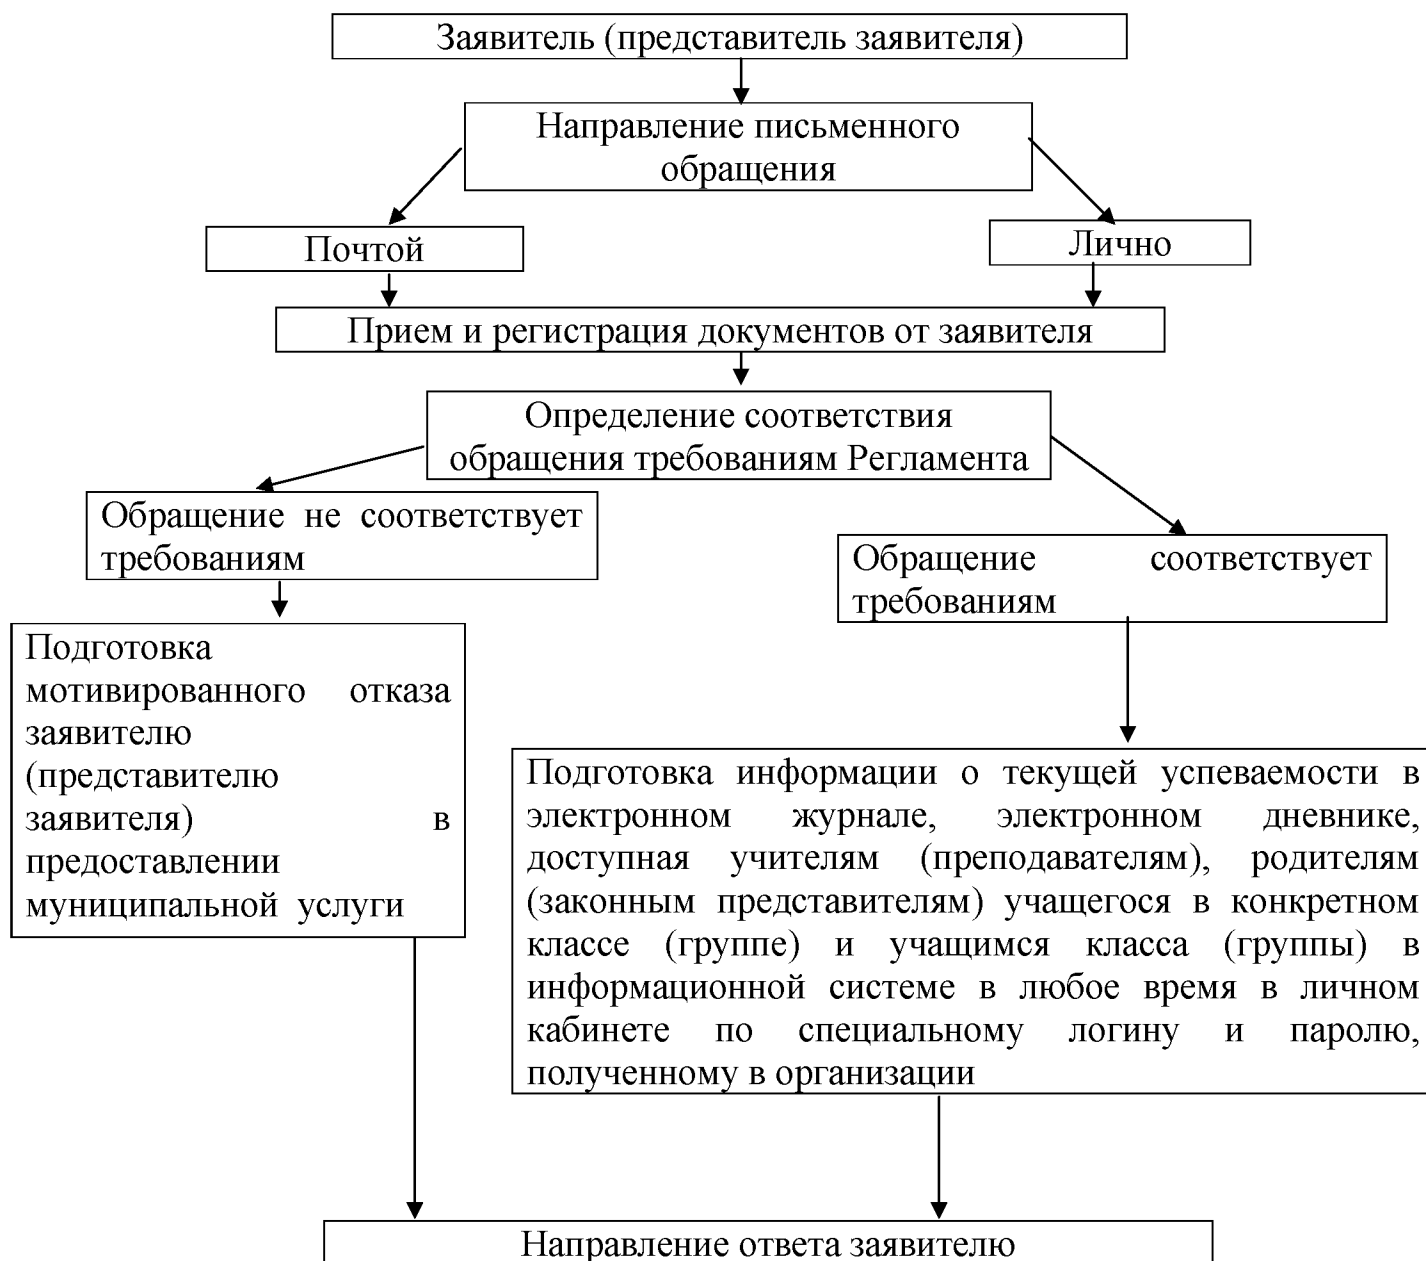 Заявитель (представитель заявителя)
Направление письменного
обращения
Почтой
Лично
Прием и регистрация документов от заявителя
Определение соответствия
обращения требованиям Регламента
Обращение не соответствует
требованиям
Обращение соответствует
требованиям
Подготовка
мотивированного отказа
заявителю
(представителю
заявителя) в
предоставлении
муниципальной услуги
Подготовка информации о текущей успеваемости в
электронном журнале, электронном дневнике,
доступная учителям (преподавателям), родителям
(законным представителям) учащегося в конкретном
классе (группе) и учащимся класса (группы) в
информационной системе в любое время в личном
кабинете по специальному логину и паролю,
полученному в организации
Направление ответа заявителю